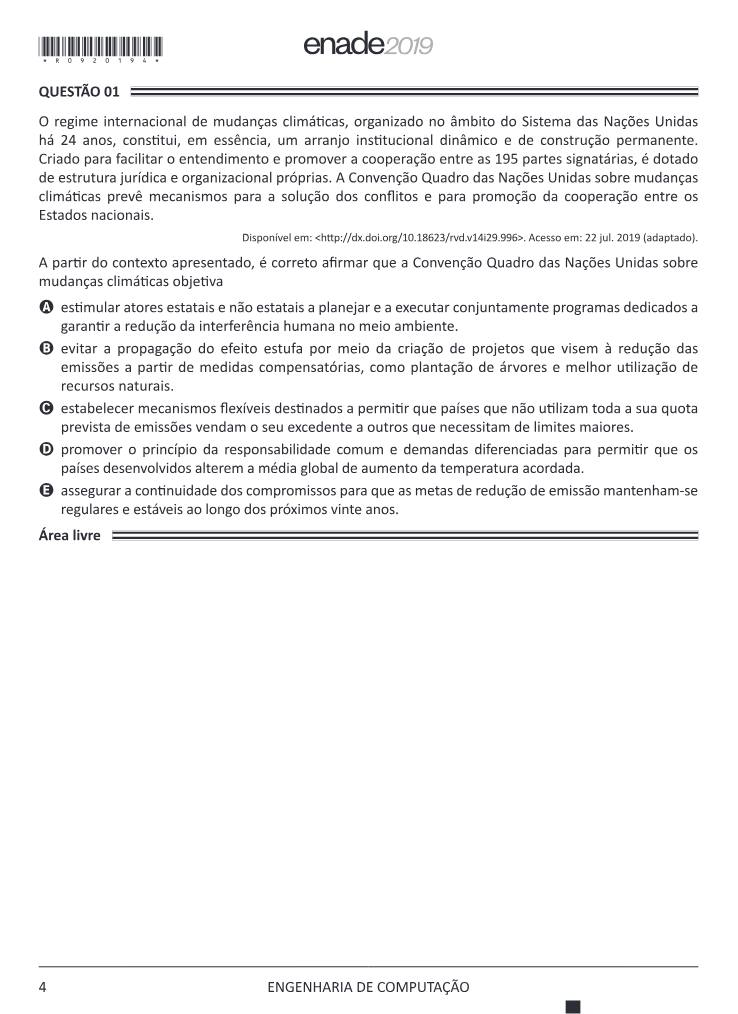 *R0920194*
enade2019
QUESTÃO 01
O regime internacional de mudanças climáticas, organizado no âmbito do Sistema das Nações Unidas
há 24 anos, constitui, em essência, um arranjo institucional dinâmico e de construção permanente.
Criado para facilitar o entendimento e promover a cooperação entre as 195 partes signatárias, é dotado
de estrutura jurídica e organizacional próprias. A Convenção Quadro das Nações Unidas sobre mudanças
climáticas prevê mecanismos para a solução dos conflitos e para promoção da cooperação entre os
Estados nacionais.
Disponível em: <http://dx.doi.org/10.18623/rvd.v14i29.996>. Acesso em: 22 jul. 2019 (adaptado).
A partir do contexto apresentado, é correto afirmar que a Convenção Quadro das Nações Unidas sobre
mudanças climáticas objetiva
A estimular atores estatais e não estatais a planejar e a executar conjuntamente programas dedicados a
garantir a redução da interferência humana no meio ambiente.
B evitar a propagação do efeito estufa por meio da criação de projetos que visem à redução das
emissões a partir de medidas compensatórias, como plantação de árvores e melhor utilização de
recursos naturais.
C estabelecer mecanismos flexíveis destinados a permitir que países que não utilizam toda a sua quota
prevista de emissões vendam o seu excedente a outros que necessitam de limites maiores.
D promover o princípio da responsabilidade comum e demandas diferenciadas para permitir que os
países desenvolvidos alterem a média global de aumento da temperatura acordada.
E assegurar a continuidade dos compromissos para que as metas de redução de emissão mantenham-se
regulares e estáveis ao longo dos próximos vinte anos.
Área livre
4
ENGENHARIA DE COMPUTAÇÃO